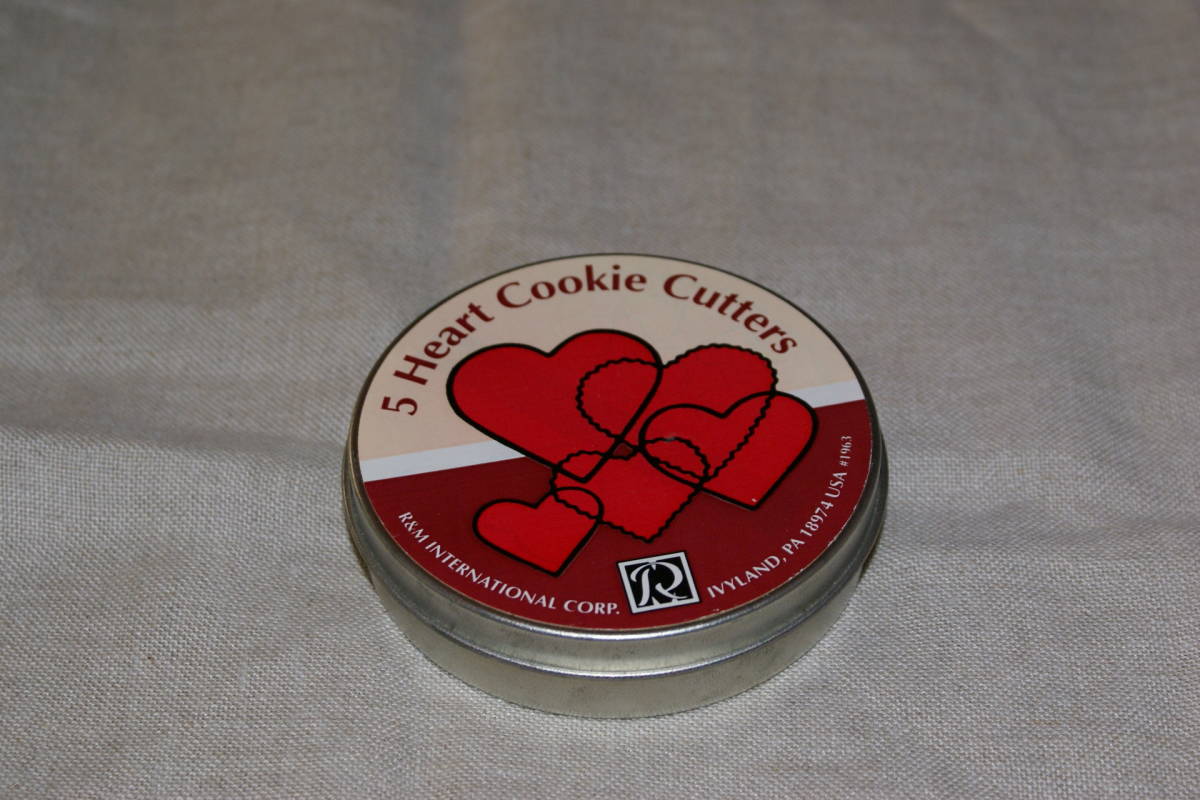 5 Heart Cookie Cutters
R&M INTERNATIONAL CORP.
R
IVYLAND, PA 18974 USA #1963